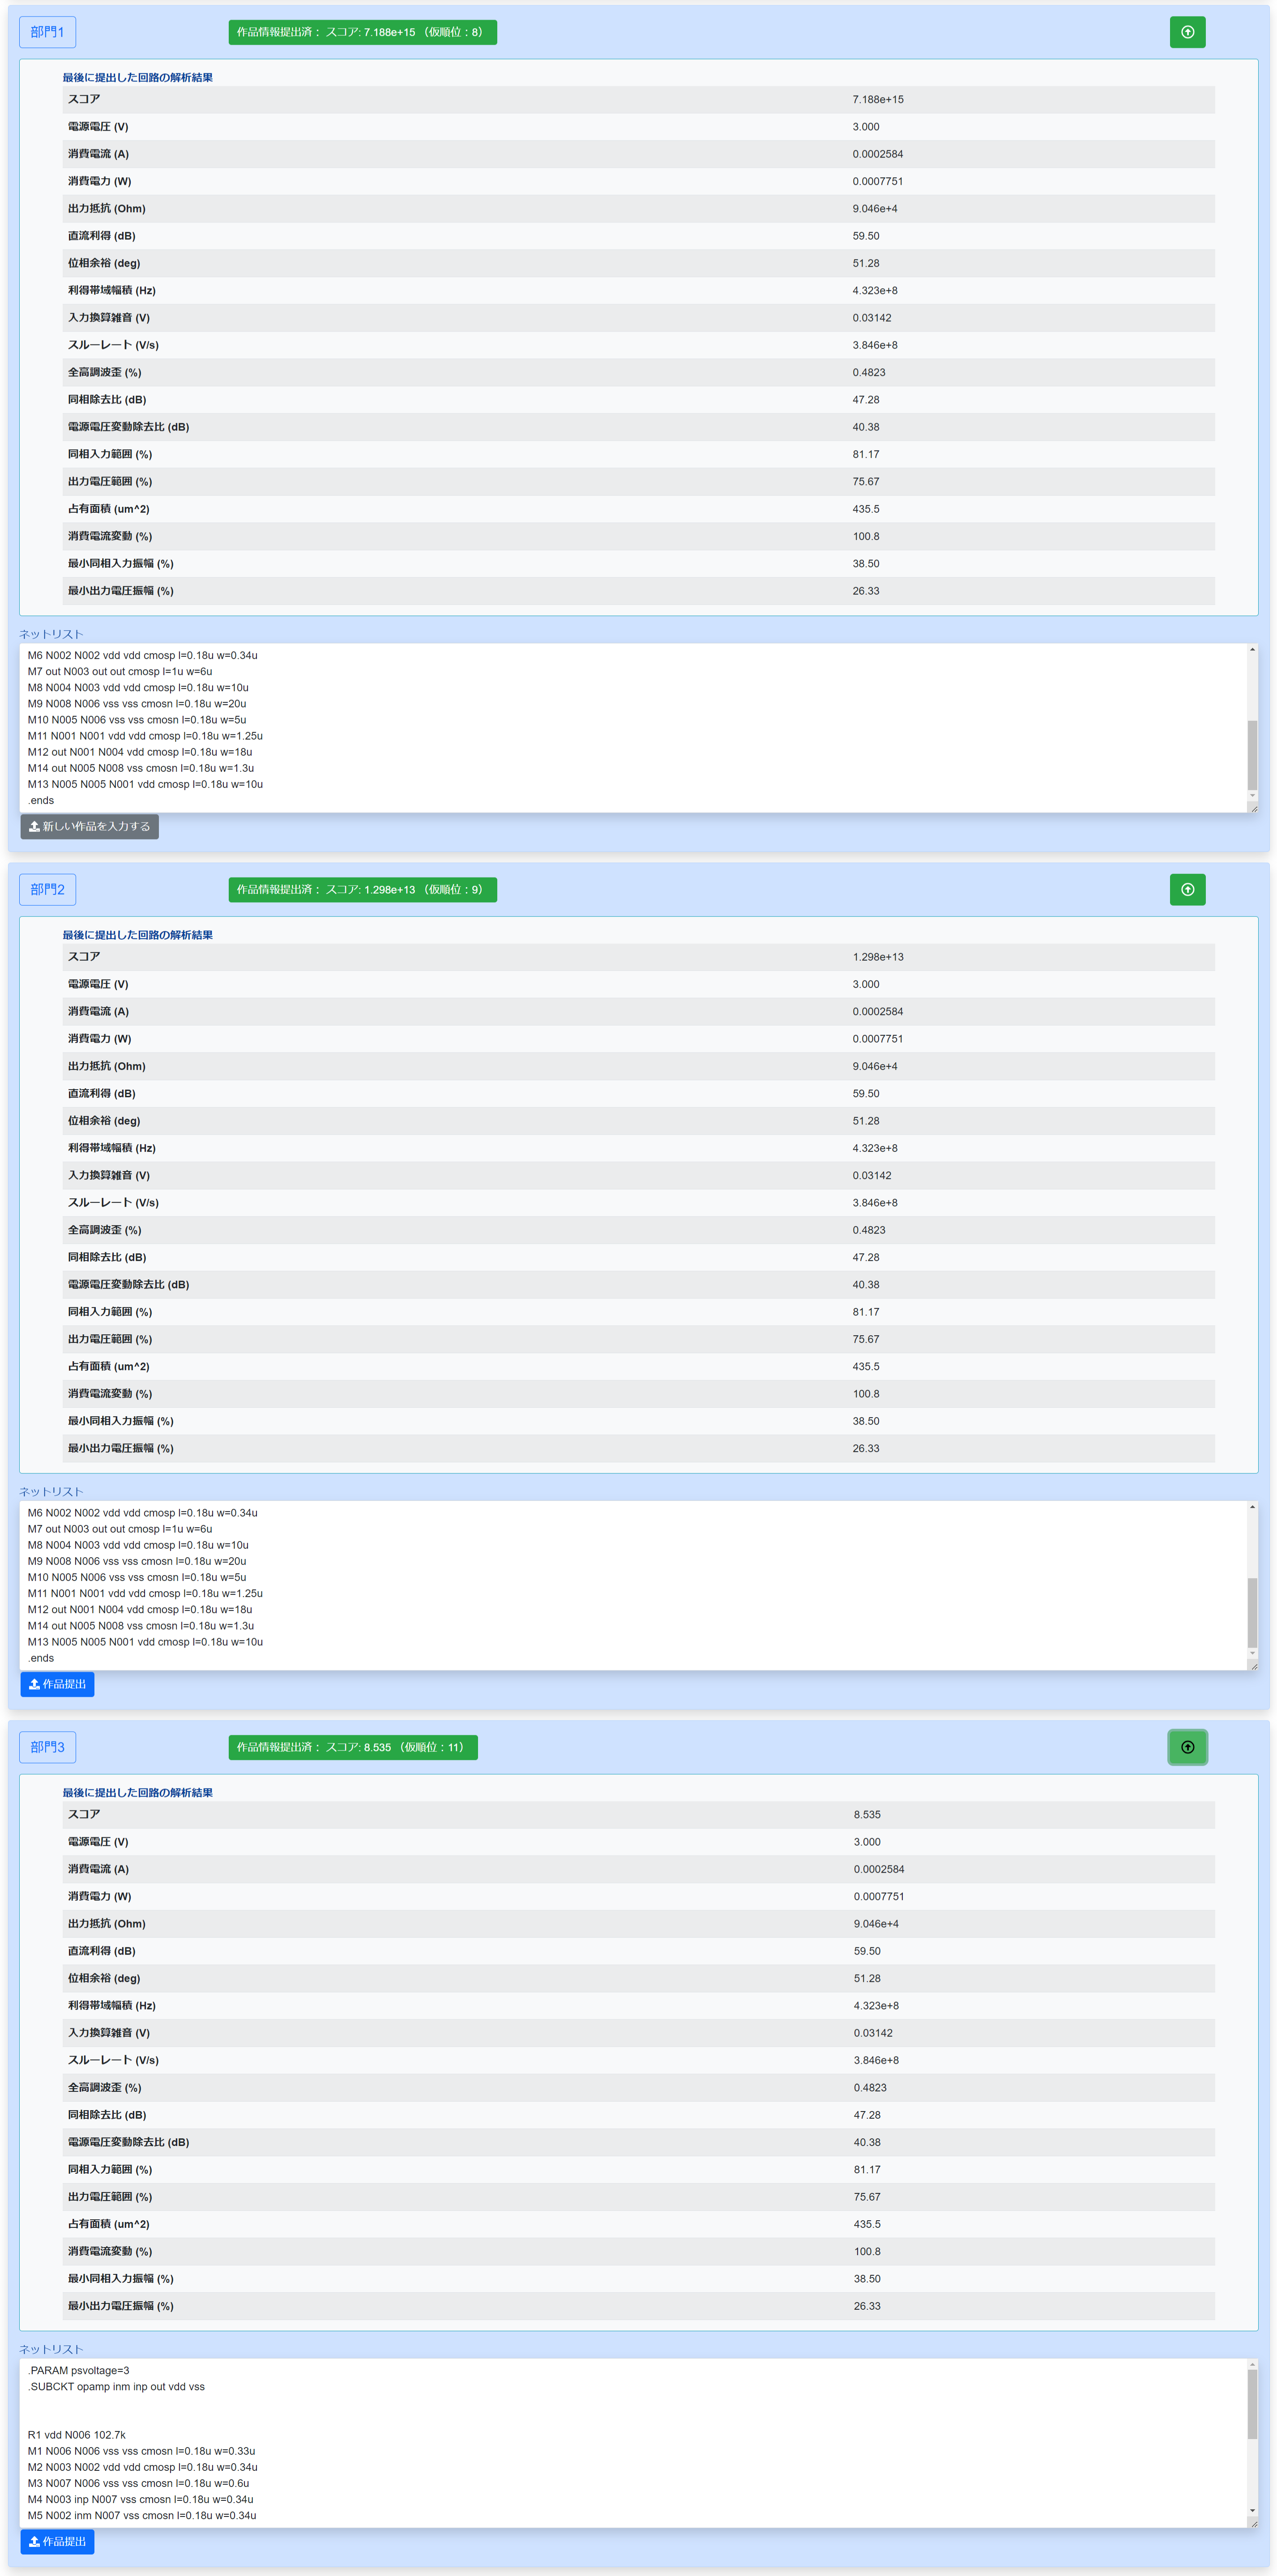 部門1
作品情報提出済： スコア: 7.188e+15 （仮順位：8）
最後に提出した回路の解析結果
スコア 7.188e+15
電源電圧 (V) 3.000
消費電流 (A) 0.0002584
消費電力 (W) 0.0007751
出力抵抗 (Ohm) 9.046e+4
直流利得 (dB) 59.50
位相余裕 (deg) 51.28
利得帯域幅積 (Hz) 4.323e+8
入力換算雑音 (V) 0.03142
スルーレート (V/s) 3.846e+8
全高調波歪 (%) 0.4823
同相除去比 (dB) 47.28
電源電圧変動除去比 (dB) 40.38
同相入力範囲 (%) 81.17
出力電圧範囲 (%) 75.67
占有面積 (um^2) 435.5
消費電流変動 (%) 100.8
最小同相入力振幅 (%) 38.50
最小出力電圧振幅 (%) 26.33
ネットリスト
M6 N002 N002 vdd vdd cmosp l=0.18u w=0.34u
M7 out N003 out out cmosp l=1u w=6u
M8 N004 N003 vdd vdd cmosp l=0.18u w=10u
M9 N008 N006 vss vss cmosn l=0.18u w=20u
M10 N005 N006 vss vss cmosn l=0.18u w=5u
M11 N001 N001 vdd vdd cmosp l=0.18u w=1.25u
M12 out N001 N004 vdd cmosp l=0.18u w=18u
M14 out N005 N008 vss cmosn l=0.18u w=1.3u
M13 N005 N005 N001 vdd cmosp l=0.18u w=10u
.ends
新しい作品を入力する
部門2
作品情報提出済： スコア: 1.298e+13 （仮順位：9）
最後に提出した回路の解析結果
スコア 1.298e+13
電源電圧 (V) 3.000
消費電流 (A) 0.0002584
消費電力 (W) 0.0007751
出力抵抗 (Ohm) 9.046e+4
直流利得 (dB) 59.50
位相余裕 (deg) 51.28
利得帯域幅積 (Hz) 4.323e+8
入力換算雑音 (V) 0.03142
スルーレート (V/s) 3.846e+8
全高調波歪 (%) 0.4823
同相除去比 (dB) 47.28
電源電圧変動除去比 (dB) 40.38
同相入力範囲 (%) 81.17
出力電圧範囲 (%) 75.67
占有面積 (um^2) 435.5
消費電流変動 (%) 100.8
最小同相入力振幅 (%) 38.50
最小出力電圧振幅 (%) 26.33
ネットリスト
M6 N002 N002 vdd vdd cmosp l=0.18u w=0.34u
M7 out N003 out out cmosp l=1u w=6u
M8 N004 N003 vdd vdd cmosp l=0.18u w=10u
M9 N008 N006 vss vss cmosn l=0.18u w=20u
M10 N005 N006 vss vss cmosn l=0.18u w=5u
M11 N001 N001 vdd vdd cmosp l=0.18u w=1.25u
M12 out N001 N004 vdd cmosp l=0.18u w=18u
M14 out N005 N008 vss cmosn l=0.18u w=1.3u
M13 N005 N005 N001 vdd cmosp l=0.18u w=10u
.ends
作品提出
部門3
作品情報提出済： スコア: 8.535 （仮順位：11）
最後に提出した回路の解析結果
スコア 8.535
電源電圧 (V) 3.000
消費電流 (A) 0.0002584
消費電力 (W) 0.0007751
出力抵抗 (Ohm) 9.046e+4
直流利得 (dB) 59.50
位相余裕 (deg) 51.28
利得帯域幅積 (Hz) 4.323e+8
入力換算雑音 (V) 0.03142
スルーレート (V/s) 3.846e+8
全高調波歪 (%) 0.4823
同相除去比 (dB) 47.28
電源電圧変動除去比 (dB) 40.38
同相入力範囲 (%) 81.17
出力電圧範囲 (%) 75.67
占有面積 (um^2) 435.5
消費電流変動 (%) 100.8
最小同相入力振幅 (%) 38.50
最小出力電圧振幅 (%) 26.33
ネットリスト
.PARAM psvoltage=3
.SUBCKT opamp inm inp out vdd vss
R1 vdd N006 102.7k
M1 N006 N006 vss vss cmosn l=0.18u w=0.33u
M2 N003 N002 vdd vdd cmosp l=0.18u w=0.34u
M3 N007 N006 vss vss cmosn l=0.18u w=0.6u
M4 N003 inp N007 vss cmosn l=0.18u w=0.34u
M5 N002 inm N007 vss cmosn l=0.18u w=0.34u
作品提出